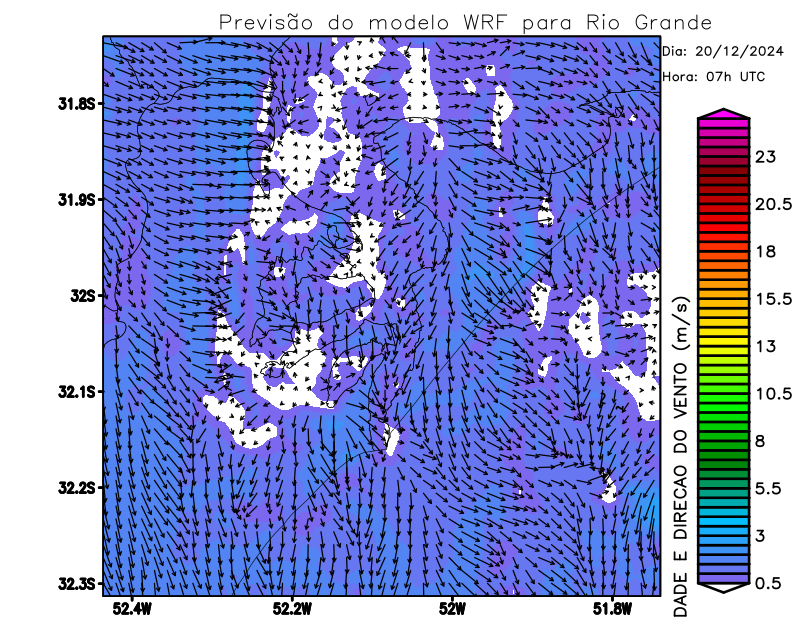 Previsão do modelo WRF para Rio Grande
Dia: 20/12/2024
Hora: 07h UTC
31.8S
31.9S
32S
32.1S
32.2S
32.3S
52.4W
52.2W
52W
51.8W
23
20.5
18
15.5
13
10.5
8
5.5
3
0.5
DADE E DIRECAO DO VENTO (m/s)